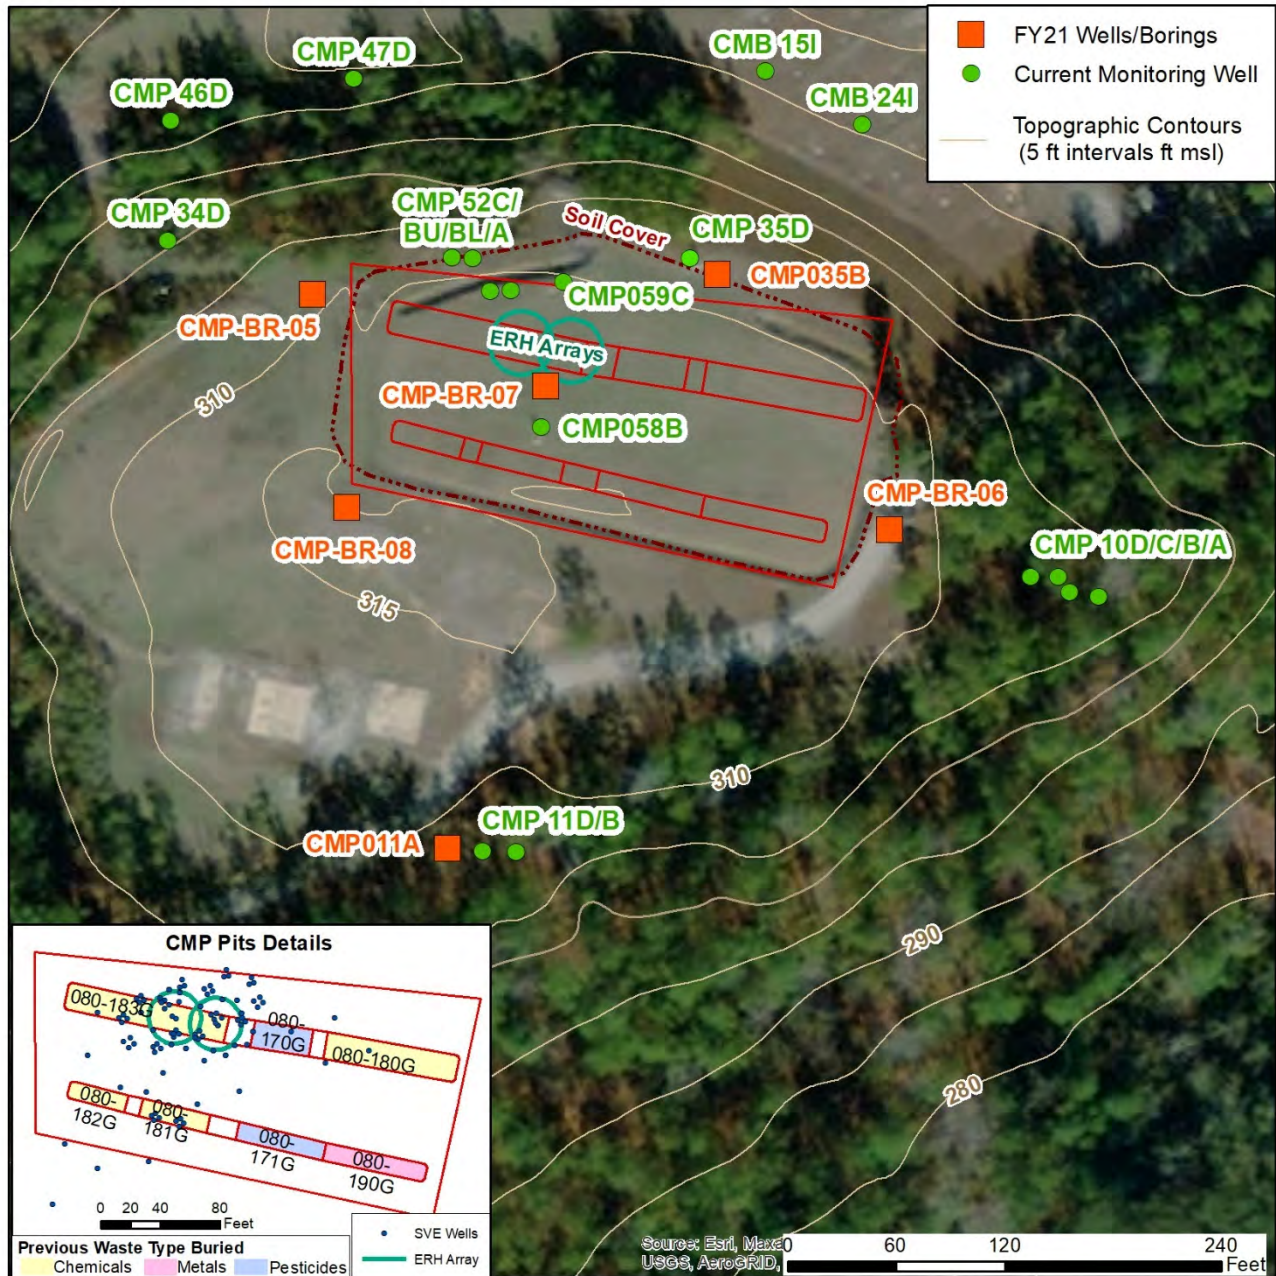 FY21 Wells/Borings
Current Monitoring Well
Topographic Contours
(5 ft intervals ft msl)
CMP 47D
CMB 15I
CMP 46D
CMB 24I
CMP 34D
CMP 52C/
BU/BL/A
Soil Cover
CMP 35D
CMP035B
CMP059C
CMP-BR-05
ERH Arrays
310
CMP-BR-07
CMP058B
CMP-BR-06
CMP-BR-08
CMP 10D/C/B/A
315
310
CMP011A
CMP 11D/B
290
280
CMP Pits Details
080-183G
080-
170G
080-180G
080-
182G
080-
181G
080-
171G
080-
190G
0 20 40 80
Feet
SVE Wells
ERH Array
Previous Waste Type Buried
Chemicals
Metals
Pesticides
Source: Esri, Maxa
USGS, AeroGRID,
0 60 120 240
Feet